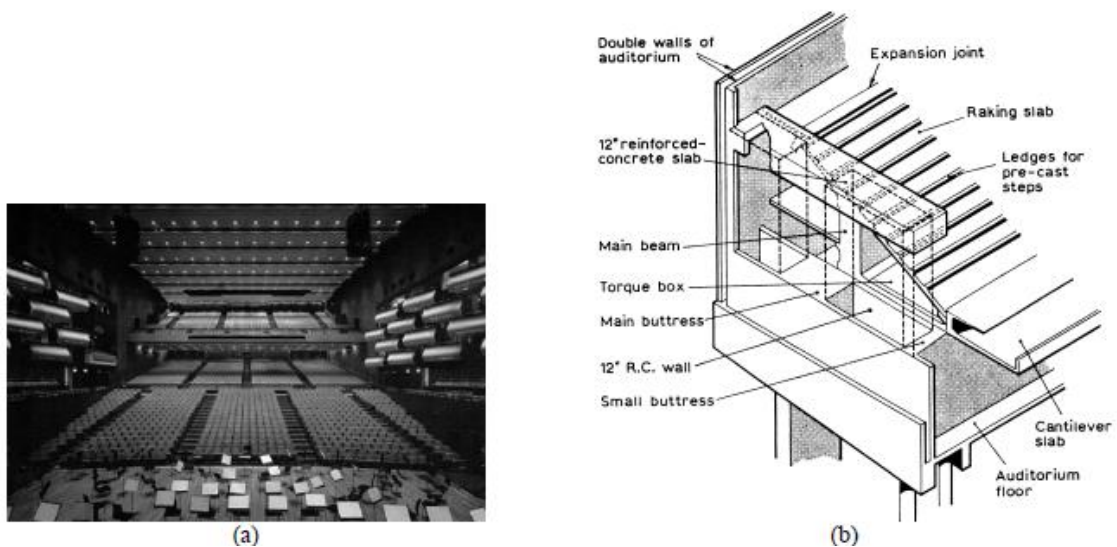 Double walls of
auditorium
Expansion joint
Raking slab
12" reinforced-
concrete slab
Ledges for
pre-cast
steps
Main beam
Torque box
Main buttress
12" R.C. wall
Small buttress
Cantilever
slab
Auditorium
floor
(a)
(b)